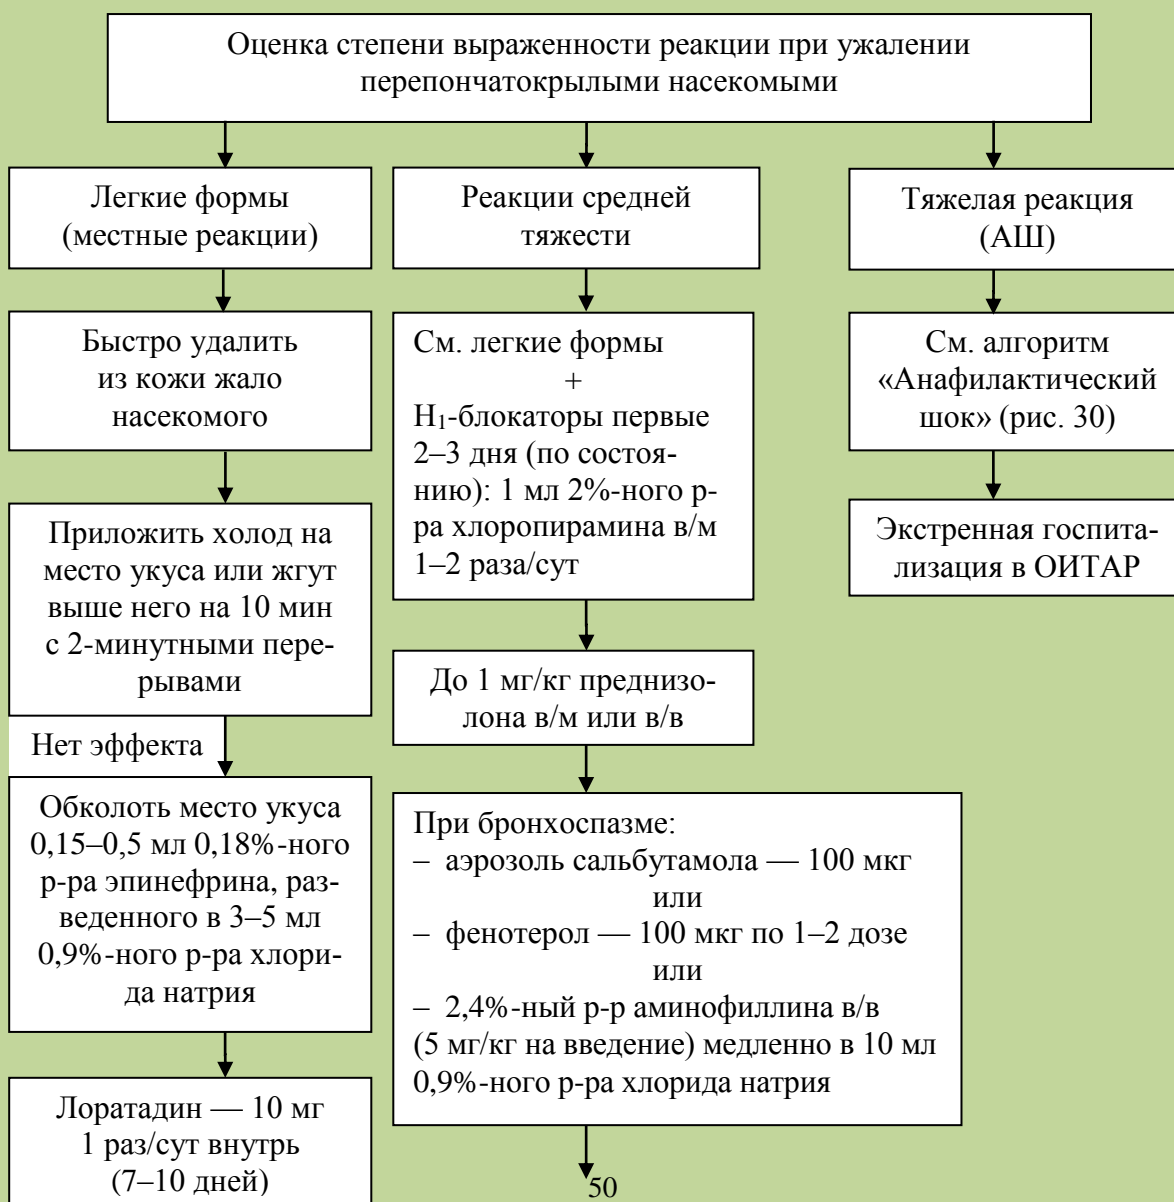 Оценка степени выраженности реакции при ужалении
перепончатокрылыми насекомыми
Легкие формы
(местные реакции)
Быстро удалить
из кожи жало
насекомого
Приложить холод на
место укуса или жгут
выше него на 10 мин
с 2-минутными пере-
рывами
Нет эффекта
Обколоть место укуса
0,15–0,5 мл 0,18%-ного
р-ра эпинефрина, раз-
веденного в 3–5 мл
0,9%-ного р-ра хлори-
да натрия
Лоратадин — 10 мг
1 раз/сут внутрь
(7–10 дней)
Реакции средней
тяжести
См. легкие формы
+
H₁-блокаторы первые
2–3 дня (по состоя-
нию): 1 мл 2%-ного р-
ра хлоропирамина в/м
1–2 раза/сут
До 1 мг/кг преднизо-
лона в/м или в/в
При бронхоспазме:
– аэрозоль сальбутамола — 100 мкг
или
– фенотерол — 100 мкг по 1–2 дозе
или
– 2,4%-ный р-р аминофиллина в/в
(5 мг/кг на введение) медленно в 10 мл
0,9%-ного р-ра хлорида натрия
Тяжелая реакция
(АШ)
См. алгоритм
«Анафилактический
шок» (рис. 30)
Экстренная госпита-
лизация в ОИТАР
50